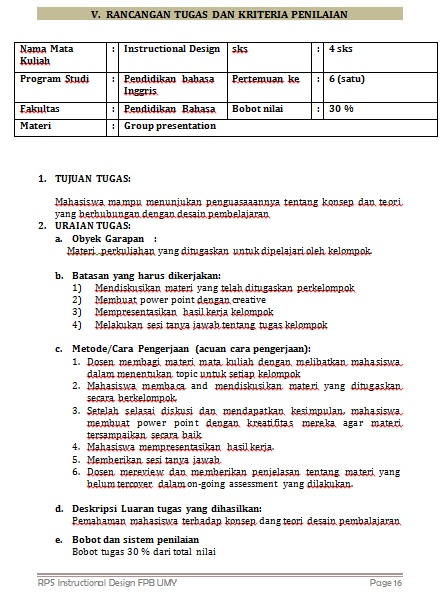 V. RANCANGAN TUGAS DAN KRITERIA PENILAIAN
Nama Mata Kuliah : Instructional Design sks : 4 sks
Program Studi : Pendidikan bahasa Inggris Pertemuan ke : 6 (satu)
Fakultas : Pendidikan Bahasa Bobot nilai : 30 %
Materi : Group presentation
1. TUJUAN TUGAS:
Mahasiswa mampu menunjukan penguasaaannya tentang konsep dan teori
yang berhubungan dengan desain pembelajaran
2. URAIAN TUGAS:
a. Obyek Garapan :
Materi perkuliahan yang ditugaskan untuk dipelajari oleh kelompok.
b. Batasan yang harus dikerjakan:
1) Mendiskusikan materi yang telah ditugaskan perkelompok
2) Membuat power point dengan creative
3) Mempresentasikan hasil kerja kelompok
4) Melakukan sesi tanya jawab tentang tugas kelompok
c. Metode/Cara Pengerjaan (acuan cara pengerjaan):
1. Dosen membagi materi mata kuliah dengan melibatkan mahasiswa
dalam menentukan topic untuk setiap kelompok
2. Mahasiswa membaca and mendiskusikan materi yang ditugaskan
secara berkelompok.
3. Setelah selesai diskusi dan mendapatkan kesimpulan, mahasiswa
membuat power point dengan kreatifitas mereka agar materi
tersampaikan secara baik
4. Mahasiswa mempresentasikan hasil kerja.
5. Memberikan sesi tanya jawab
6. Dosen mereview dan memberikan penjelasan tentang materi yang
belum tercover dalam on-going assessment yang dilakukan.
d. Deskripsi Luaran tugas yang dihasilkan:
Pemahaman mahasiswa terhadap konsep dang teori desain pembalajaran
e. Bobot dan sistem penilaian
Bobot tugas 30 % dari total nilai
RPS Instructional Design FPB UMY Page 16